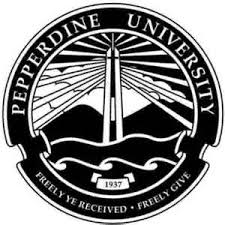 PEPPERDINE UNIVERSITY
1937
FREELY YE RECEIVED • FREELY GIVE